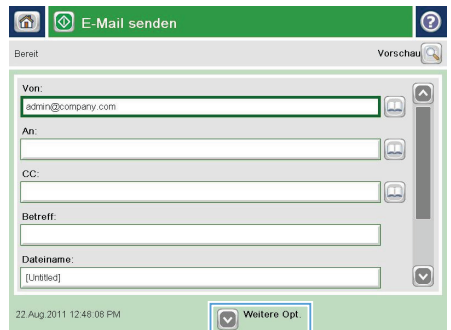 E-Mail senden
Bereit
Vorschau
Von:
admin@company.com
An:
CC:
Betreff:
Dateiname:
[Untitled]
22.Aug.2011 12:48:08 PM
Weitere Opt.